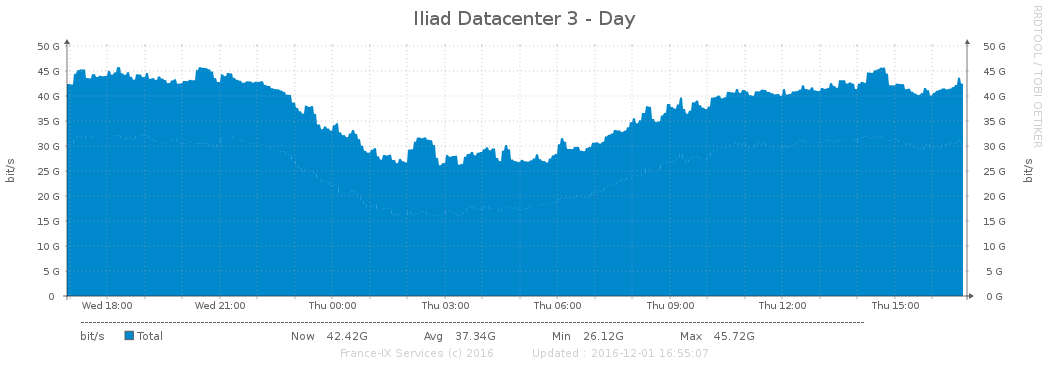 Iliad Datacenter 3 - Day
RRDTOOL / TOBI OETIKER
50 G 50 G
45 G 45 G
40 G 40 G
35 G 35 G
30 G 30 G
25 G 25 G
20 G 20 G
15 G 15 G
10 G 10 G
5 G 5 G
0 0 G
bit/s bit/s
Wed 18:00 Wed 21:00 Thu 00:00 Thu 03:00 Thu 06:00 Thu 09:00 Thu 12:00 Thu 15:00
bit/s Total Now 42.42G Avg 37.34G Min 26.12G Max 45.72G
France-IX Services (c) 2016 Updated : 2016-12-01 16:55:07